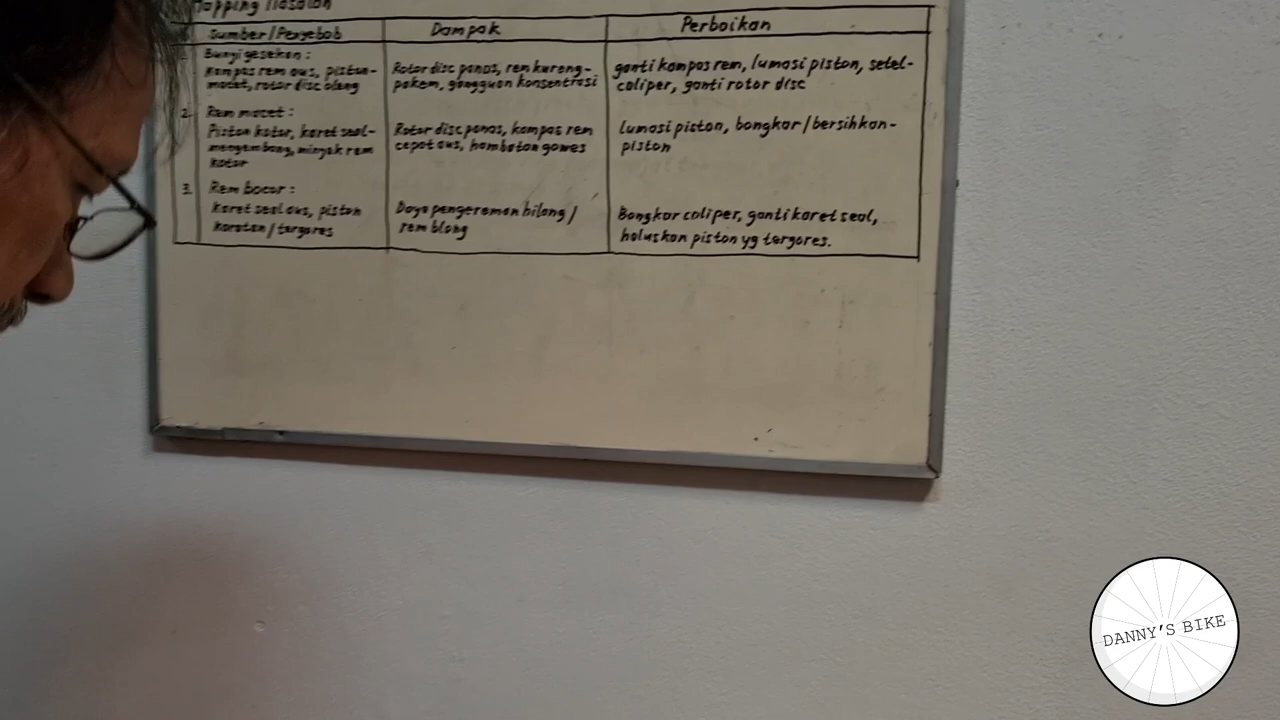 Mapping Masalah
Sumber/Penyebab Dampak Perbaikan
1. Bunyi gesekan :
Kampas rem aus, piston- Rotor disc panas, rem kurang- ganti kampas rem, lumasi piston, setel-
macet, rotor disc oleng pakem, gangguan konsentrasi caliper, ganti rotor disc
2. Rem macet :
Piston kotor, karet seal- Rotor disc panas, kampas rem lumasi piston, bongkar/bersihkan-
mengembang, minyak rem cepat aus, hambatan gowes piston
kotor
3. Rem bocor :
Karet seal aus, piston Daya pengereman hilang/ Bongkar caliper, ganti karet seal,
karatan/tergores rem blong haluskan piston yg tergores.
DANNY'S BIKE